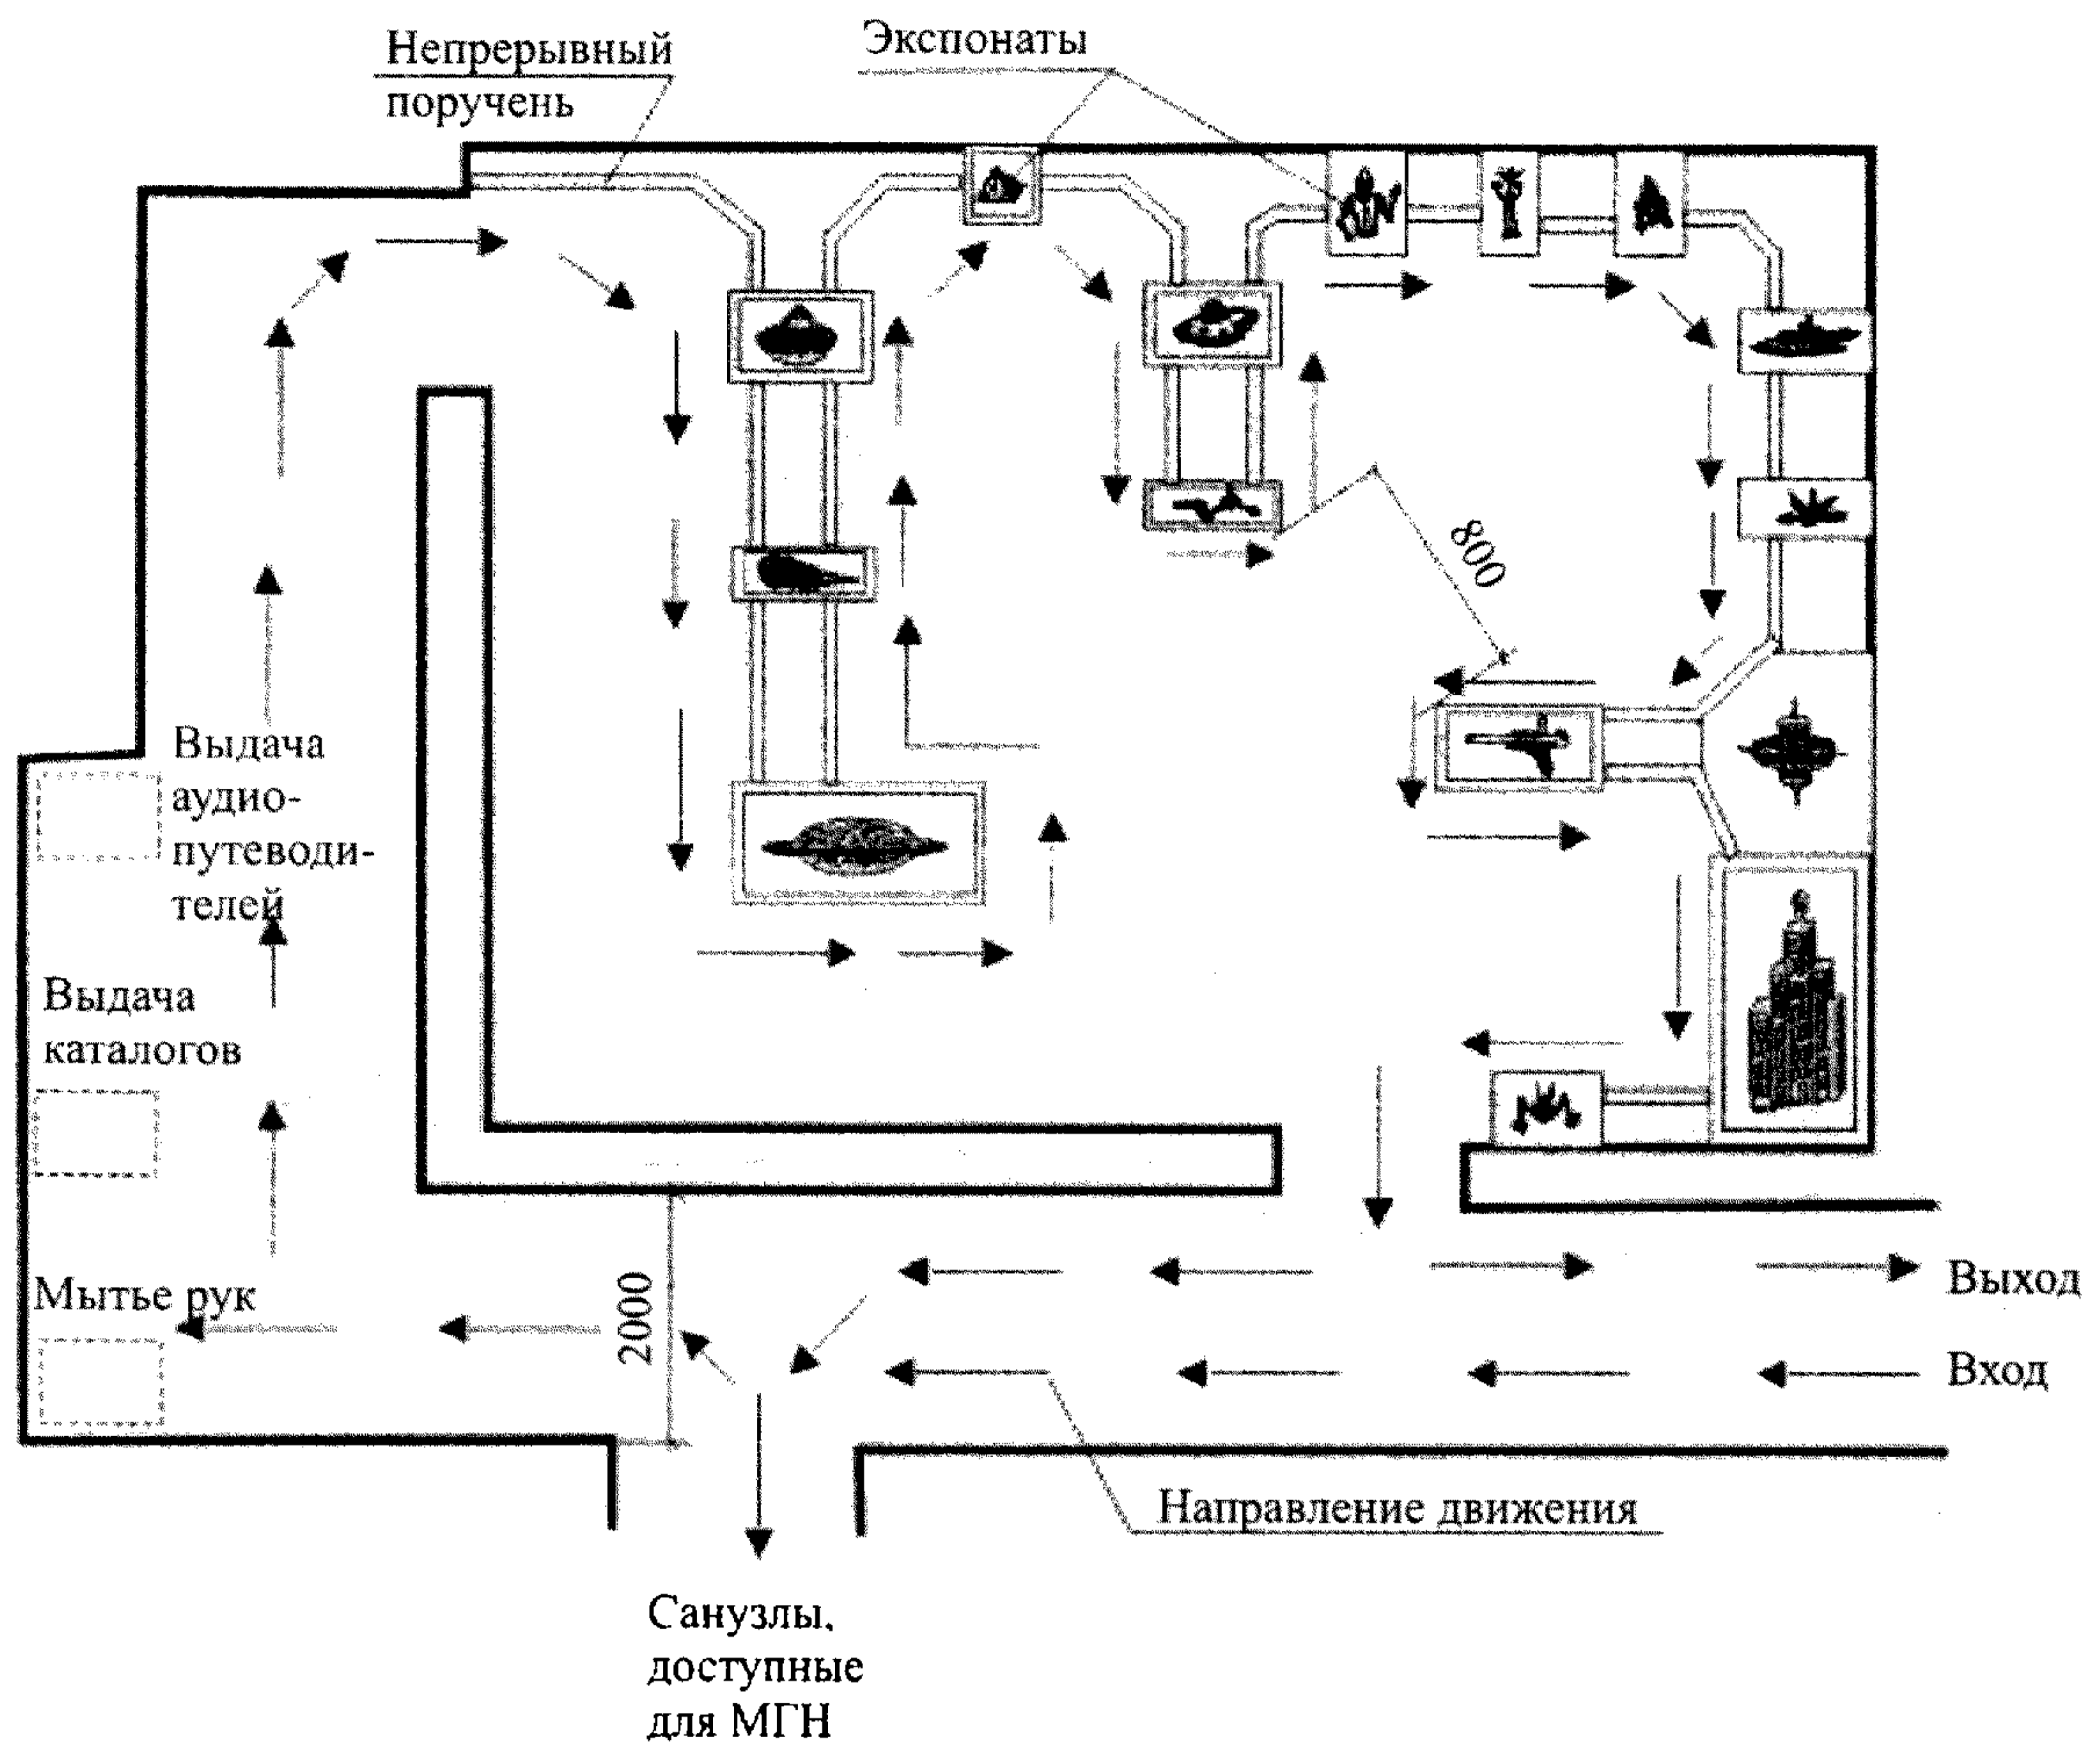 Непрерывный
поручень
Экспонаты
800
Выдача
аудио-
путеводи-
телей
Выдача
каталогов
Мытье рук
2000
Выход
Вход
Направление движения
Санузлы,
доступные
для МГН